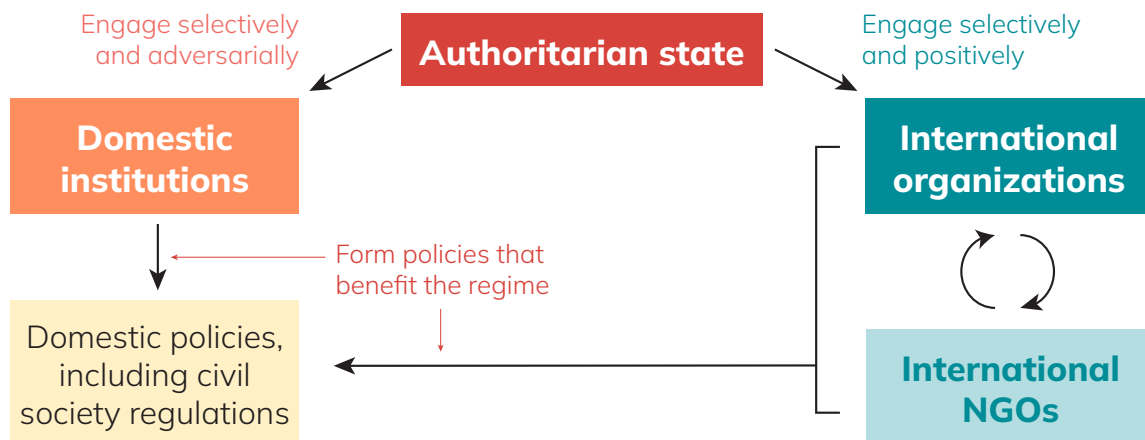 Engage selectively
and adversarially
Authoritarian state
Engage selectively
and positively
Domestic
institutions
International
organizations
Form policies that
benefit the regime
Domestic policies,
including civil
society regulations
International
NGOs